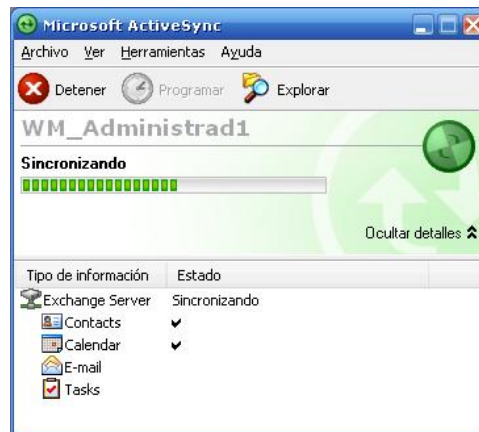 Microsoft ActiveSync
Archivo Ver Herramientas Ayuda
Detener Programar Explorar
WM_Administrad1
Sincronizando
Ocultar detalles
Tipo de información Estado
Exchange Server Sincronizando
Contacts
Calendar
E-mail
Tasks